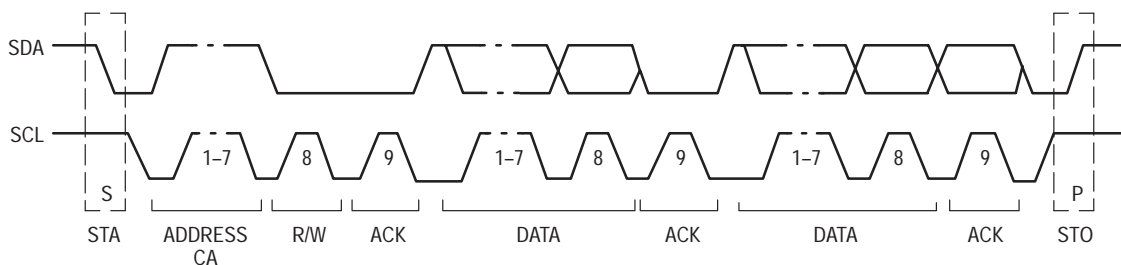 SDA
SCL
1–7 8 9 1–7 8 9 1–7 8 9
S P
STA ADDRESS R/W ACK DATA ACK DATA ACK STO
CA